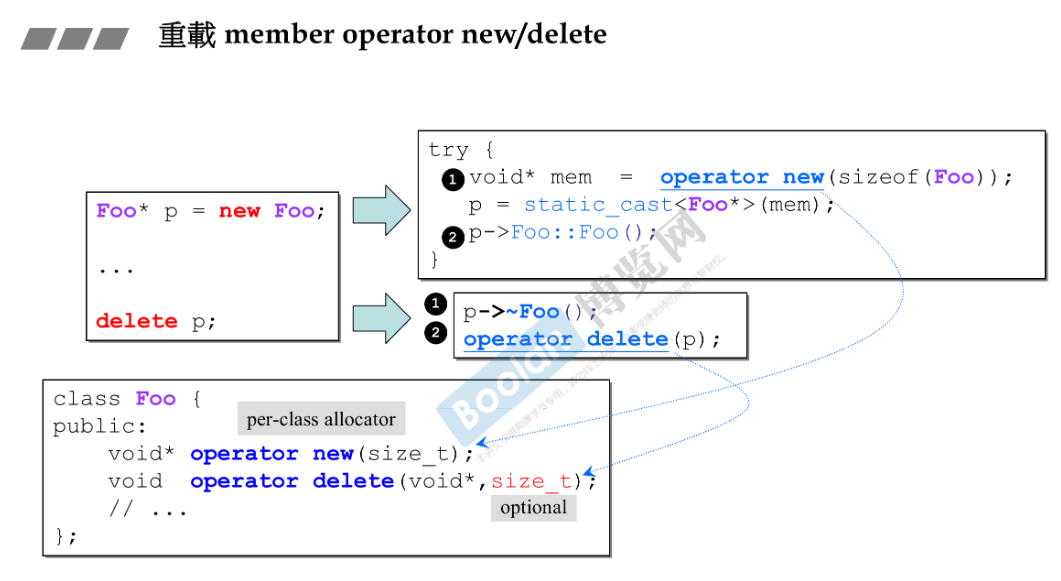 重載 member operator new/delete
Foo* p = new Foo;
...
delete p;
try {
❶ void* mem = operator new(sizeof(Foo));
p = static_cast<Foo*>(mem);
❷ p->Foo::Foo();
}
❶ p->~Foo();
❷ operator delete(p);
class Foo {
public:
per-class allocator
void* operator new(size_t);
void operator delete(void*,size_t);
optional
// ...
};
Boolan 博览网